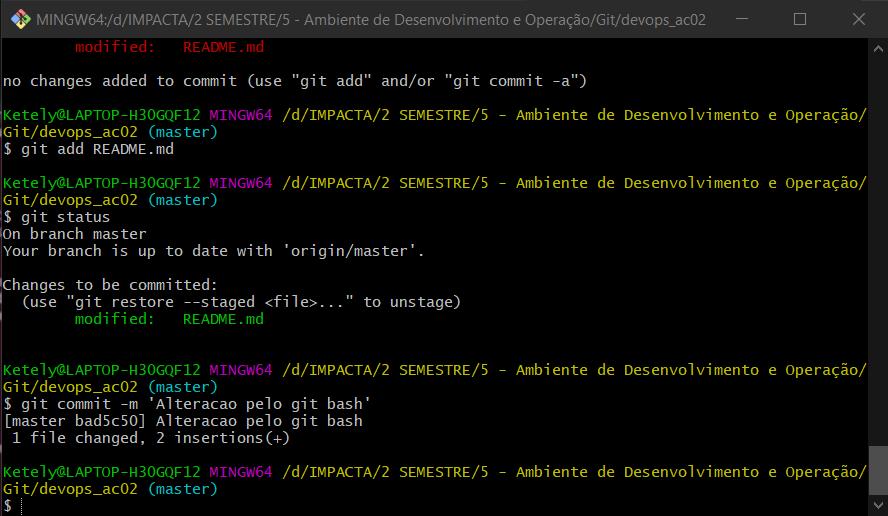 MINGW64:/d/IMPACTA/2 SEMESTRE/5 - Ambiente de Desenvolvimento e Operação/Git/devops_ac02
modified:   README.md
no changes added to commit (use "git add" and/or "git commit -a")
Ketely@LAPTOP-H3OGQF12 MINGW64 /d/IMPACTA/2 SEMESTRE/5 - Ambiente de Desenvolvimento e Operação/
Git/devops_ac02 (master)
$ git add README.md
Ketely@LAPTOP-H3OGQF12 MINGW64 /d/IMPACTA/2 SEMESTRE/5 - Ambiente de Desenvolvimento e Operação/
Git/devops_ac02 (master)
$ git status
On branch master
Your branch is up to date with 'origin/master'.
Changes to be committed:
  (use "git restore --staged <file>..." to unstage)
modified:   README.md
Ketely@LAPTOP-H3OGQF12 MINGW64 /d/IMPACTA/2 SEMESTRE/5 - Ambiente de Desenvolvimento e Operação/
Git/devops_ac02 (master)
$ git commit -m 'Alteracao pelo git bash'
[master bad5c50] Alteracao pelo git bash
 1 file changed, 2 insertions(+)
Ketely@LAPTOP-H3OGQF12 MINGW64 /d/IMPACTA/2 SEMESTRE/5 - Ambiente de Desenvolvimento e Operação/
Git/devops_ac02 (master)
$